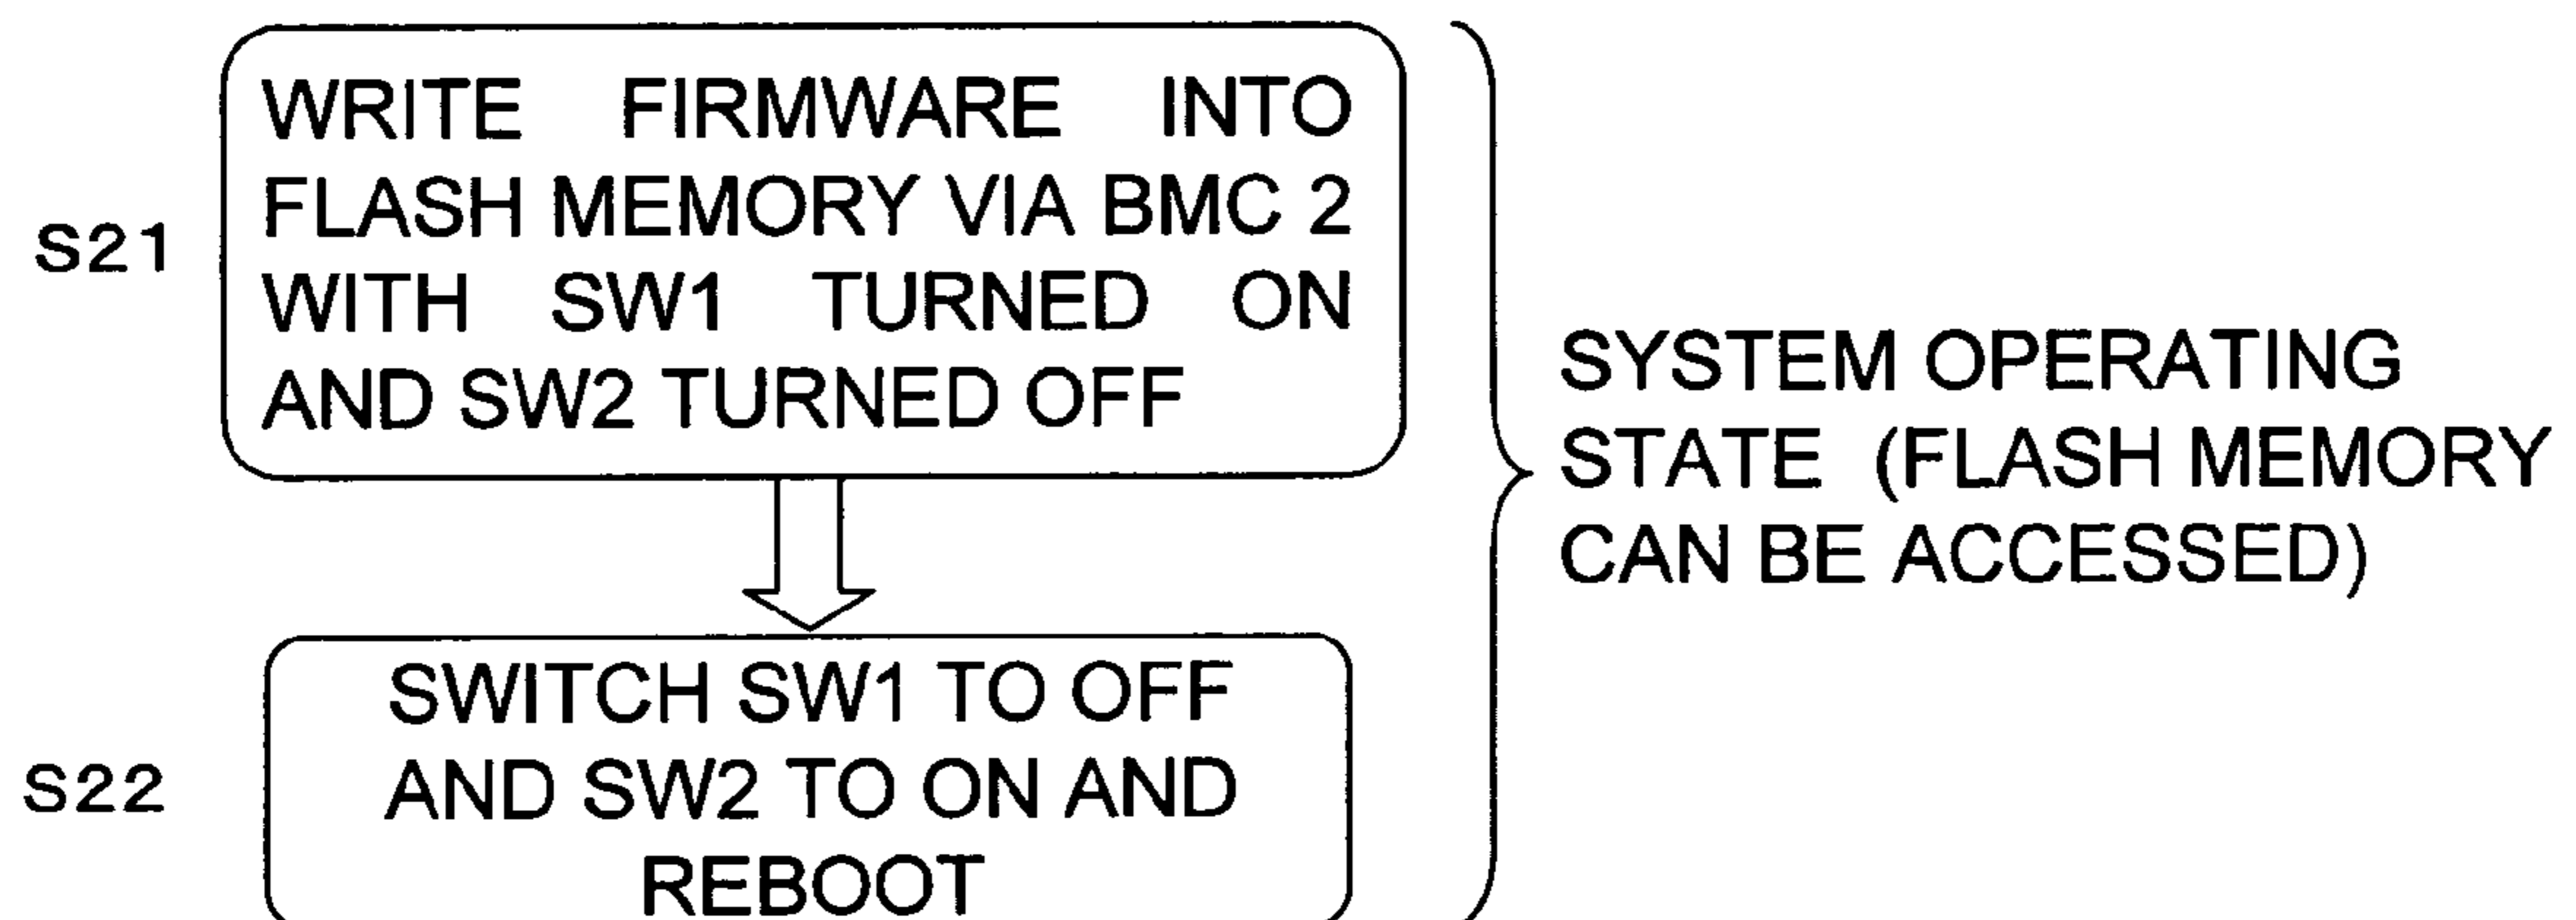 S21
WRITE FIRMWARE INTO
FLASH MEMORY VIA BMC 2
WITH SW1 TURNED ON
AND SW2 TURNED OFF
SYSTEM OPERATING
STATE (FLASH MEMORY
CAN BE ACCESSED)
S22
SWITCH SW1 TO OFF
AND SW2 TO ON AND
REBOOT